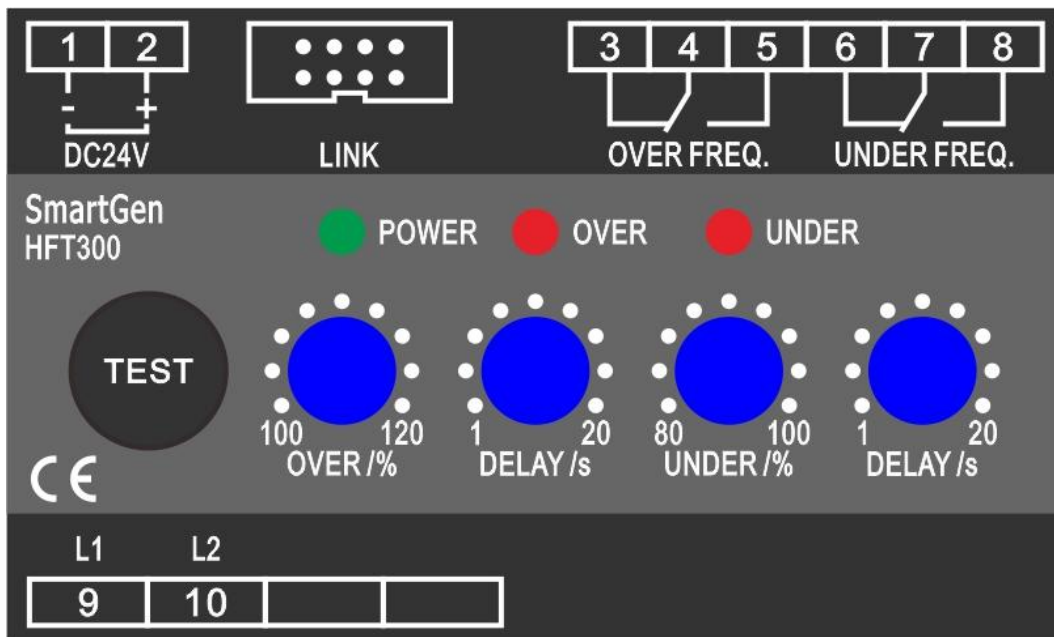 1 2 3 4 5 6 7 8
- +
DC24V LINK OVER FREQ. UNDER FREQ.
SmartGen
HFT300
POWER OVER UNDER
TEST
100 120 1 20 80 100 1 20
OVER /% DELAY /s UNDER /% DELAY /s
CE
L1 L2
9 10